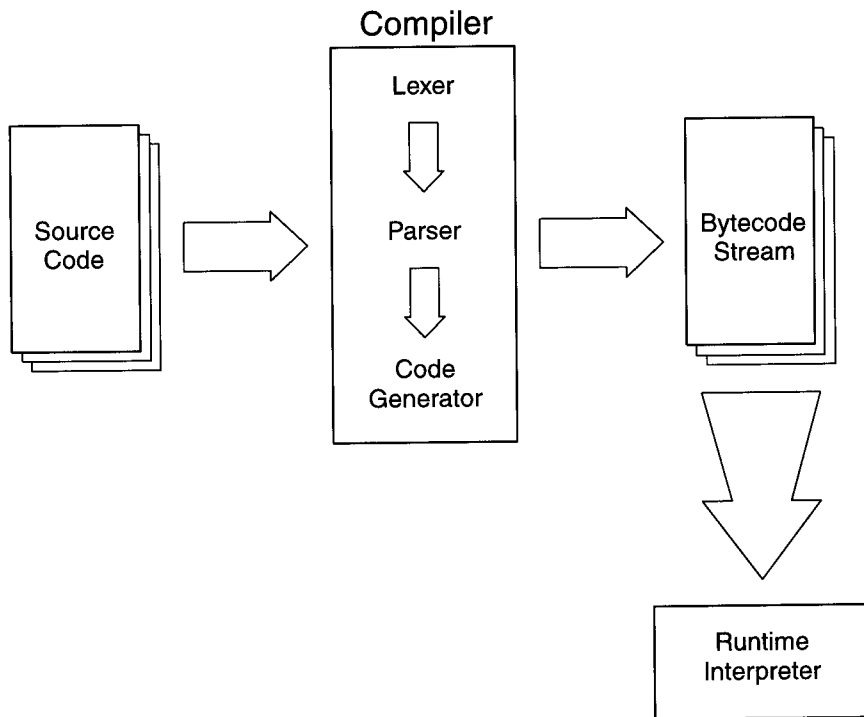 Compiler
Lexer
Source
Code
Parser
Bytecode
Stream
Code
Generator
Runtime
Interpreter